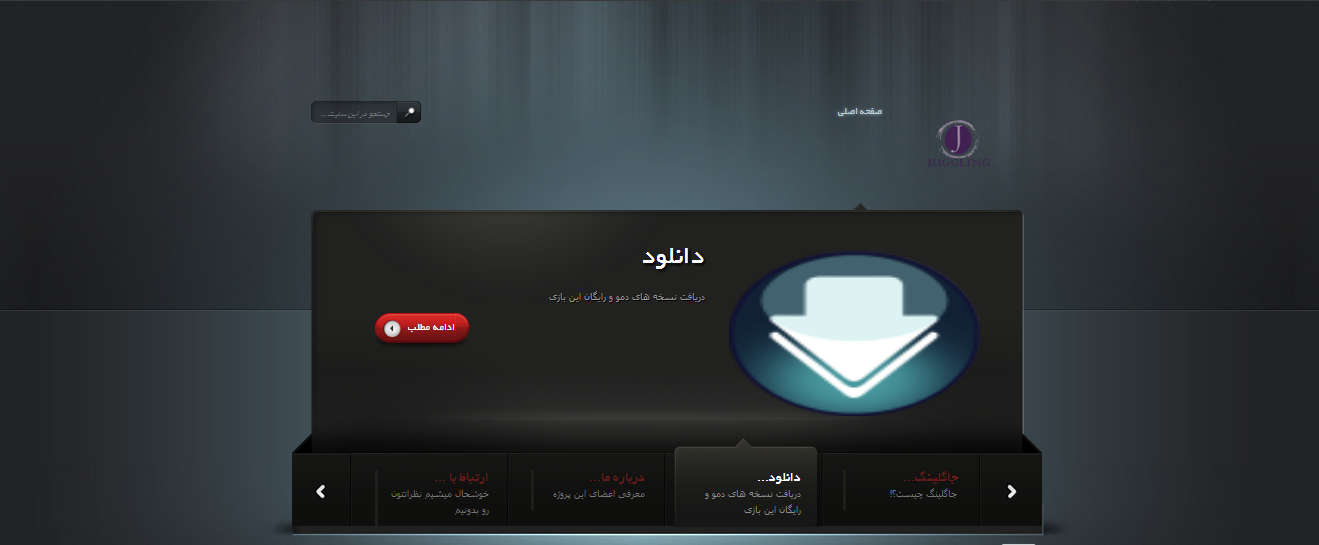 صفحه اصلی
جستجو در این سایت ...
J
JUGGLING
دانلود
دریافت نسخه های دمو و رایگان این بازی
ادامه مطلب
جاگلینگ...
جاگلینگ چیست؟!
دانلود...
دریافت نسخه های دمو و
رایگان این بازی
درباره ما...
معرفی اعضای این پروژه
ارتباط با ...
خوشحال میشیم نظراتتون
رو بدونیم